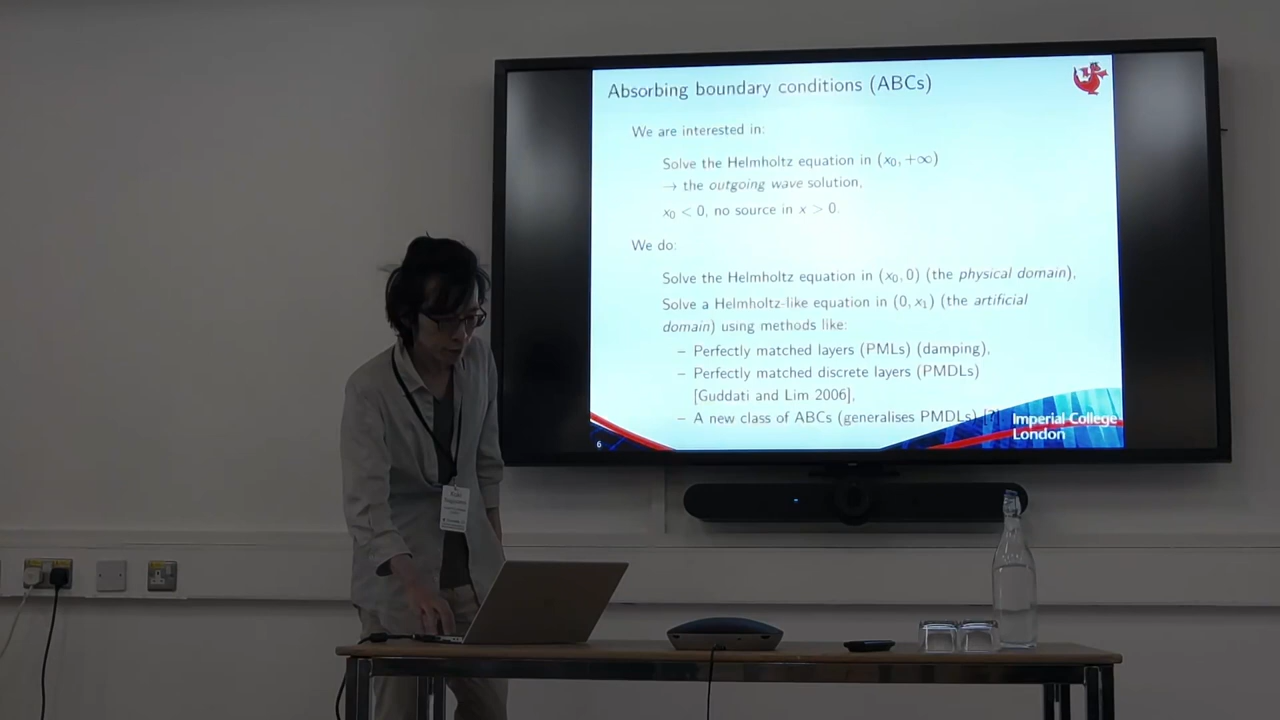 Absorbing boundary conditions (ABCs)
We are interested in:
Solve the Helmholtz equation in (x₀, +∞)
→ the outgoing wave solution,
x₀ < 0, no source in x > 0.
We do:
Solve the Helmholtz equation in (x₀, 0) (the physical domain),
Solve a Helmholtz-like equation in (0, x₁) (the artificial
domain) using methods like:
– Perfectly matched layers (PMLs) (damping),
– Perfectly matched discrete layers (PMDLs)
[Guddati and Lim 2006],
– A new class of ABCs (generalises PMDLs) [?]
Imperial College
London
6